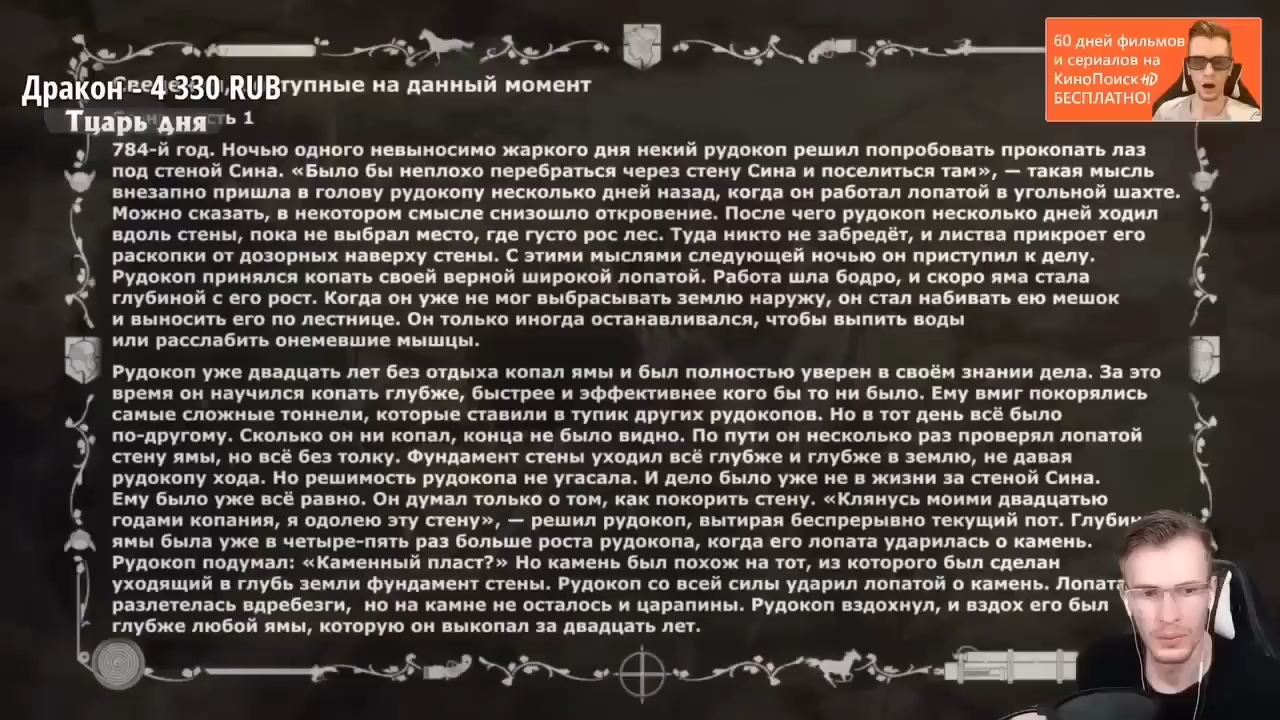 60 дней фильмов
и сериалов на
КиноПоиск HD
БЕСПЛАТНО!
Дракон - 4 330 RUB
на данный момент
Тцарь дня
1
784-й год. Ночью одного невыносимо жаркого дня некий рудокоп решил попробовать прокопать лаз
под стеной Сина. «Было бы неплохо перебраться через стену Сина и поселиться там», — такая мысль
внезапно пришла в голову рудокопу несколько дней назад, когда он работал лопатой в угольной шахте.
Можно сказать, в некотором смысле снизошло откровение. После чего рудокоп несколько дней ходил
вдоль стены, пока не выбрал место, где густо рос лес. Туда никто не забредёт, и листва прикроет его
раскопки от дозорных наверху стены. С этими мыслями следующей ночью он приступил к делу.
Рудокоп принялся копать своей верной широкой лопатой. Работа шла бодро, и скоро яма стала
глубиной с его рост. Когда он уже не мог выбрасывать землю наружу, он стал набивать ею мешок
и выносить его по лестнице. Он только иногда останавливался, чтобы выпить воды
или расслабить онемевшие мышцы.
Рудокоп уже двадцать лет без отдыха копал ямы и был полностью уверен в своём знании дела. За это
время он научился копать глубже, быстрее и эффективнее кого бы то ни было. Ему вмиг покорялись
самые сложные тоннели, которые ставили в тупик других рудокопов. Но в тот день всё было
по-другому. Сколько он ни копал, конца не было видно. По пути он несколько раз проверял лопатой
стену ямы, но всё без толку. Фундамент стены уходил всё глубже и глубже в землю, не давая
рудокопу хода. Но решимость рудокопа не угасала. И дело было уже не в жизни за стеной Сина.
Ему было уже всё равно. Он думал только о том, как покорить стену. «Клянусь моими двадцатью
годами копания, я одолею эту стену», — решил рудокоп, вытирая беспрерывно текущий пот.
ямы была уже в четыре-пять раз больше роста рудокопа, когда его лопата ударилась о камень.
Рудокоп подумал: «Каменный пласт?» Но камень был похож на тот, из которого был сделан
уходящий в глубь земли фундамент стены. Рудокоп со всей силы ударил лопатой о камень. Лопата
разлетелась вдребезги, но на камне не осталось и царапины. Рудокоп вздохнул, и вздох его был
глубже любой ямы, которую он выкопал за двадцать лет.